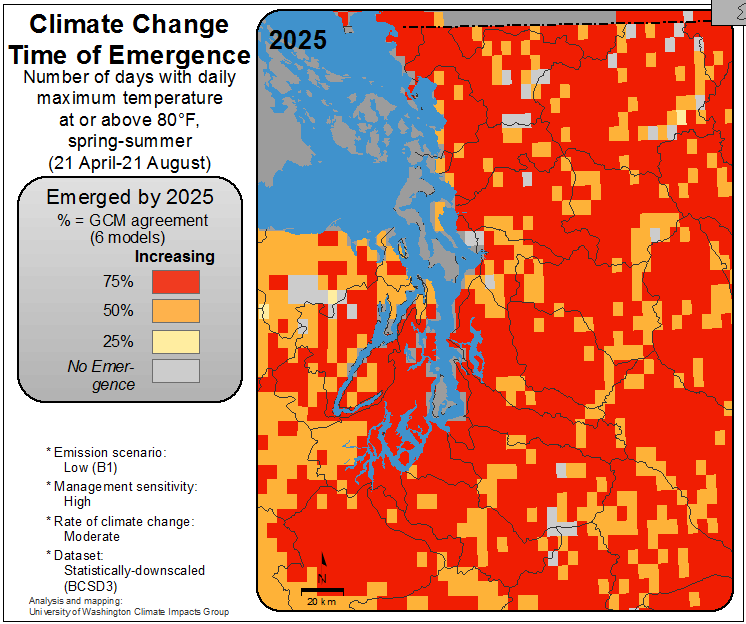 Climate Change
Time of Emergence
Number of days with daily
maximum temperature
at or above 80°F,
spring-summer
(21 April-21 August)
Emerged by 2025
% = GCM agreement
(6 models)
Increasing
75%
50%
25%
No Emer-
gence
* Emission scenario:
Low (B1)
* Management sensitivity:
High
* Rate of climate change:
Moderate
* Dataset:
Statistically-downscaled
(BCSD3)
Analysis and mapping:
University of Washington Climate Impacts Group
2025
N
20 km